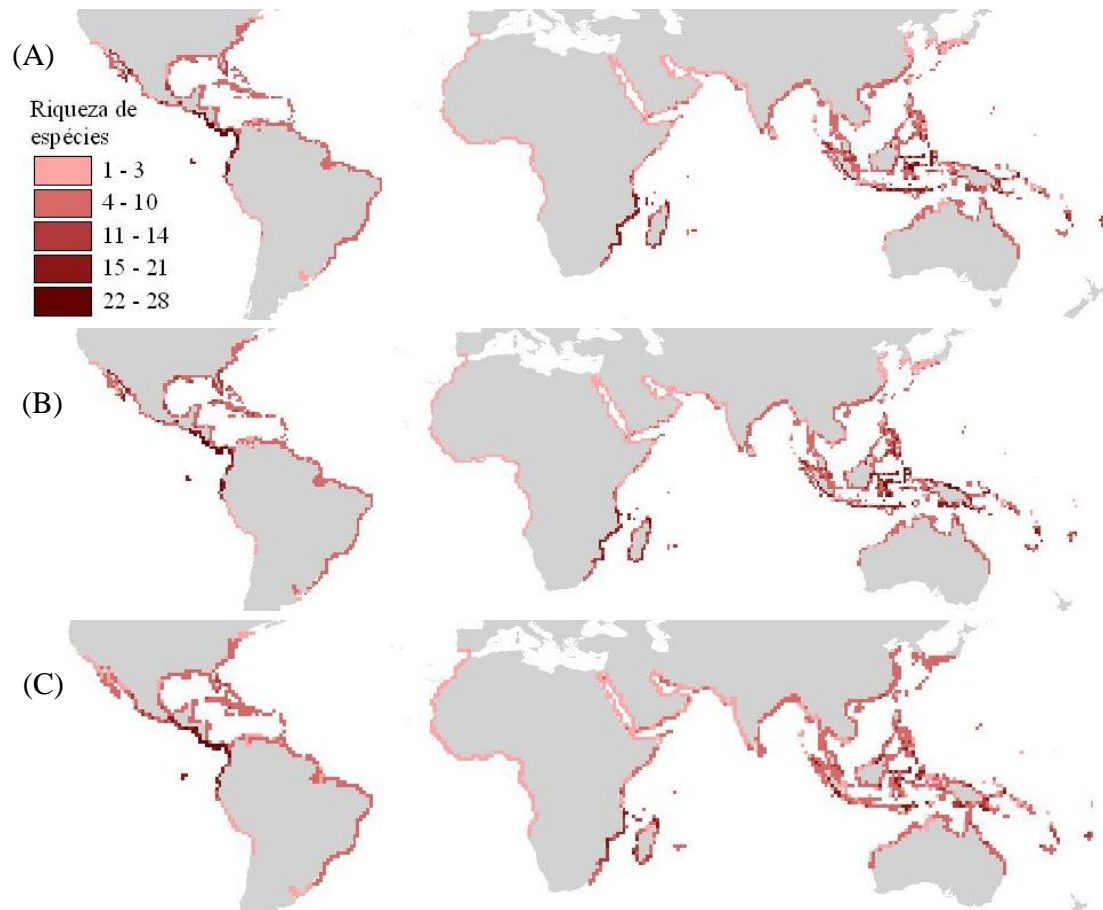 (A)
Riqueza de
espécies
1 - 3
4 - 10
11 - 14
15 - 21
22 - 28
(B)
(C)